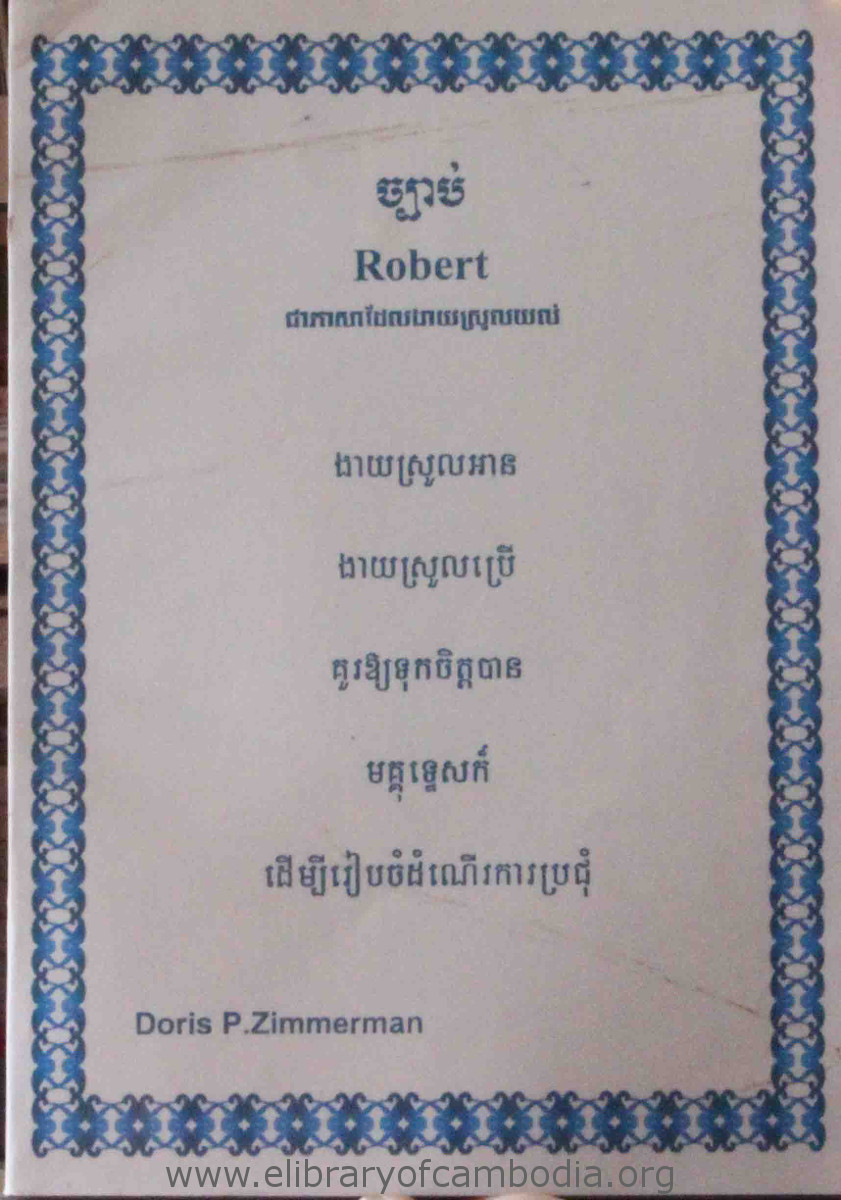 ច្បាប់
Robert
ជាភាសាដែលងាយស្រួលយល់
ងាយស្រួលអាន
ងាយស្រួលប្រើ
គួរឱ្យទុកចិត្តបាន
មគ្គុទ្ទេសក៍
ដើម្បីរៀបចំដំណើរការប្រជុំ
Doris P.Zimmerman
www.elibraryofcambodia.org